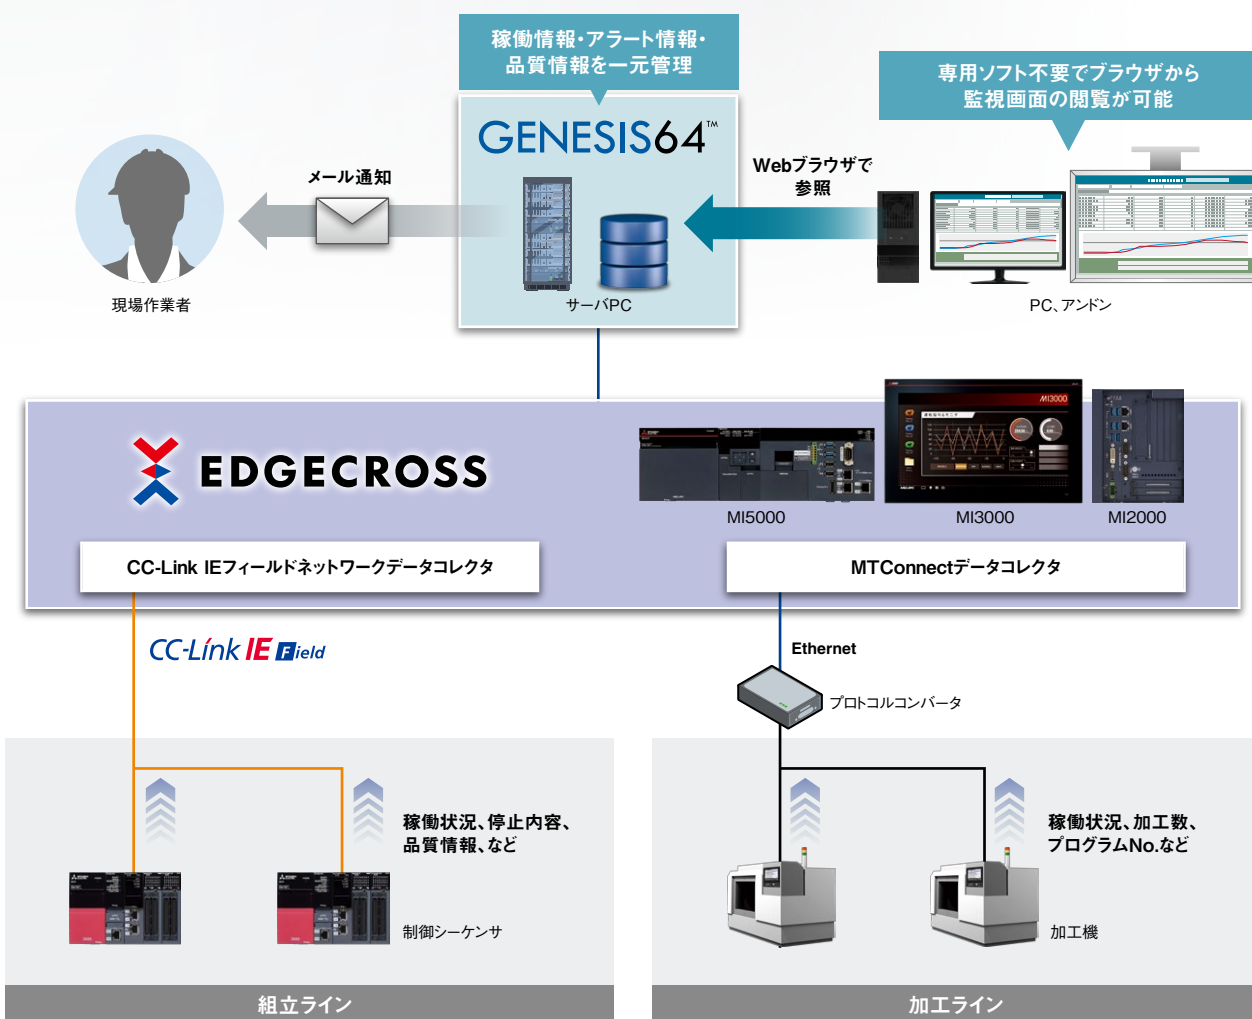 稼働情報・アラート情報・
品質情報を一元管理
専用ソフト不要でブラウザから
監視画面の閲覧が可能
GENESIS64™
メール通知
Webブラウザで
参照
現場作業者
サーバPC
PC、アンドン
EDGECROSS
MI3000
MI5000
MI3000
MI2000
CC-Link IEフィールドネットワークデータコレクタ
MTConnectデータコレクタ
CC-Link IE Field
Ethernet
プロトコルコンバータ
稼働状況、停止内容、
品質情報、など
稼働状況、加工数、
プログラムNo.など
制御シーケンサ
加工機
組立ライン
加工ライン